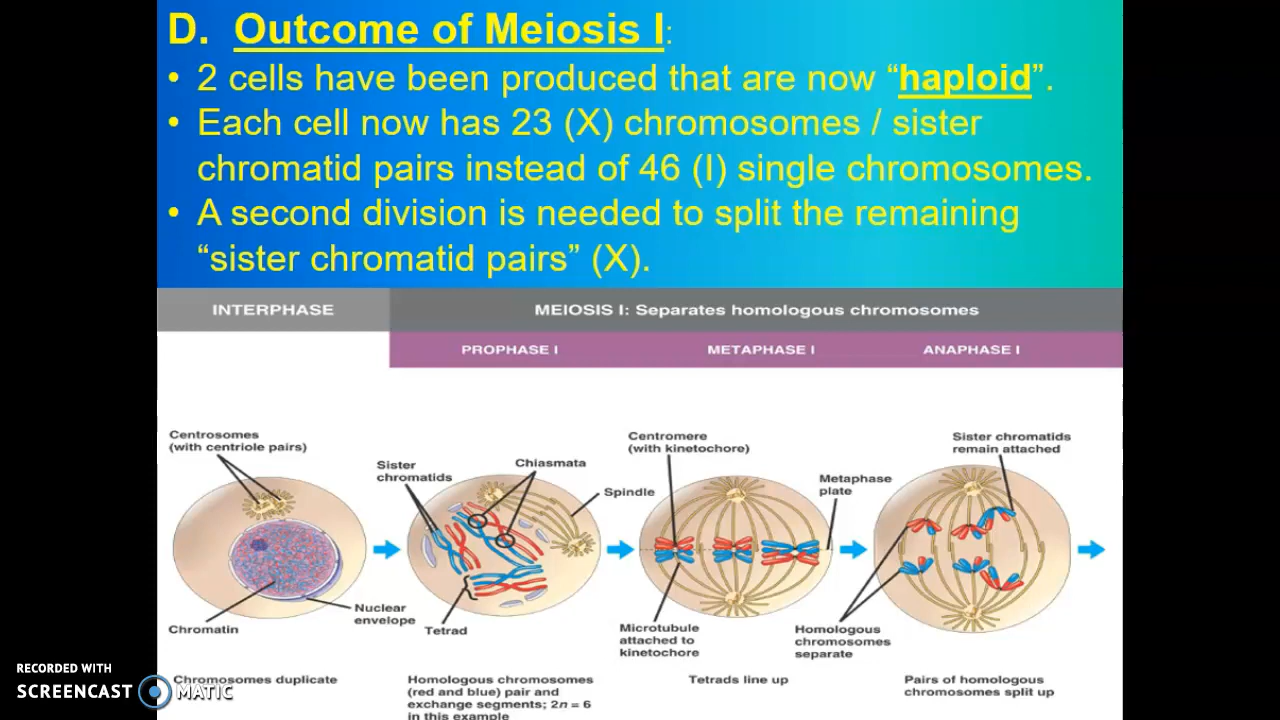 D. Outcome of Meiosis I:
• 2 cells have been produced that are now “haploid”.
• Each cell now has 23 (X) chromosomes / sister
chromatid pairs instead of 46 (I) single chromosomes.
• A second division is needed to split the remaining
“sister chromatid pairs” (X).
INTERPHASE
MEIOSIS I: Separates homologous chromosomes
PROPHASE I
METAPHASE I
ANAPHASE I
Centrosomes
(with centriole pairs)
Chromatin
Nuclear
envelope
Chromosomes duplicate
Sister
chromatids
Chiasmata
Spindle
Tetrad
Homologous chromosomes
(red and blue) pair and
exchange segments; 2n = 6
in this example
Centromere
(with kinetochore)
Metaphase
plate
Microtubule
attached to
kinetochore
Tetrads line up
Sister chromatids
remain attached
Homologous
chromosomes
separate
Pairs of homologous
chromosomes split up
RECORDED WITH
SCREENCAST MATIC